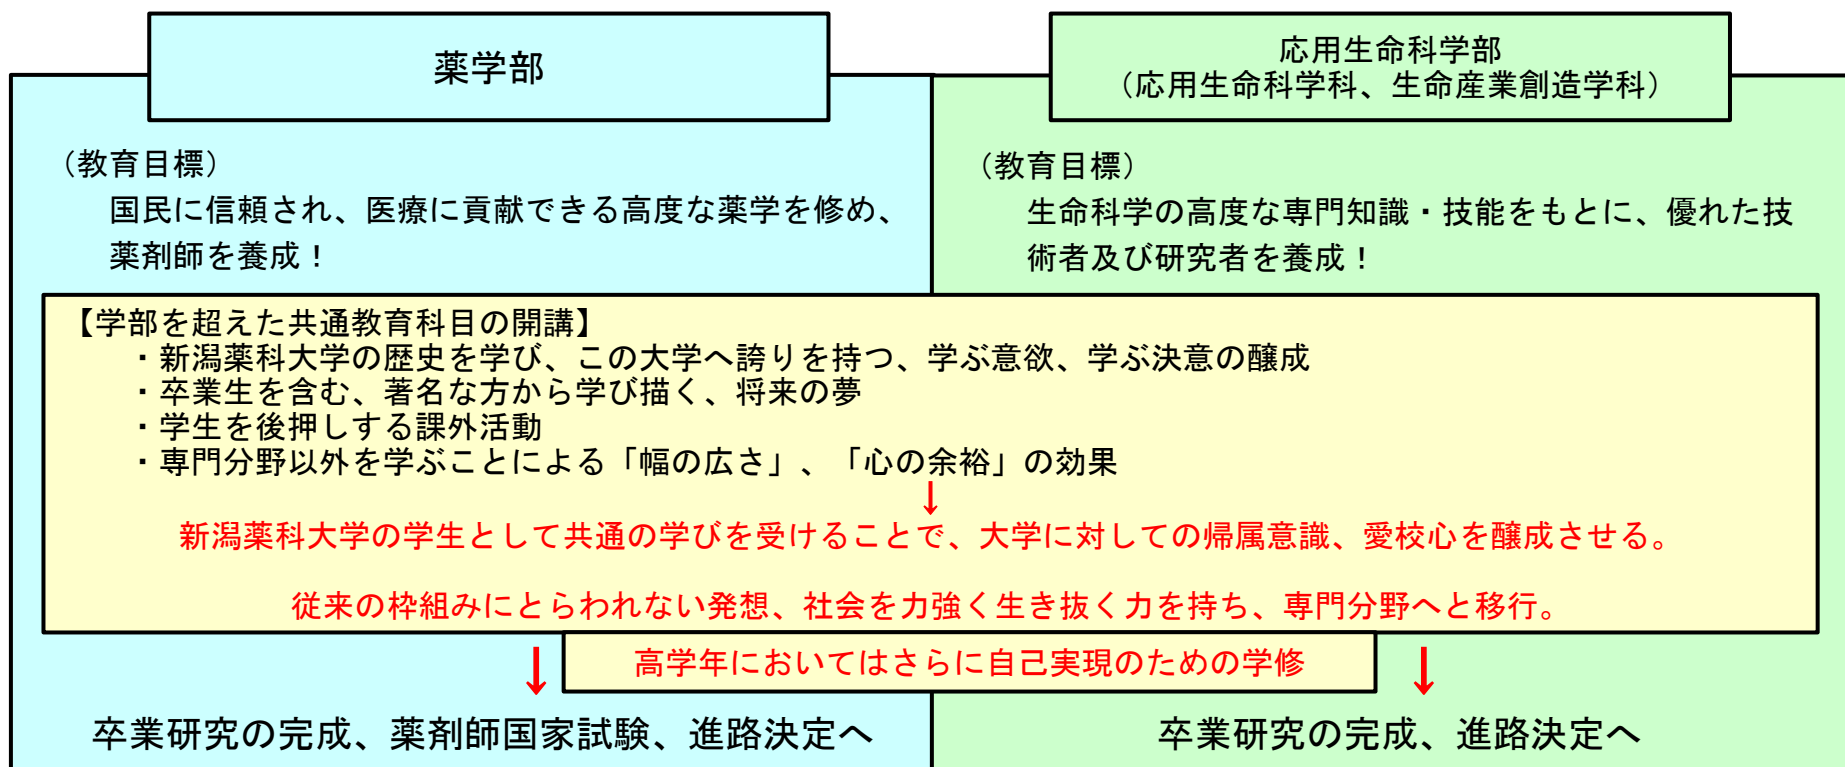 薬学部
応用生命科学部
（応用生命科学科、生命産業創造学科）
（教育目標）
国民に信頼され、医療に貢献できる高度な薬学を修め、
薬剤師を養成！
（教育目標）
生命科学の高度な専門知識・技能をもとに、優れた技
術者及び研究者を養成！
【学部を超えた共通教育科目の開講】
・新潟薬科大学の歴史を学び、この大学へ誇りを持つ、学ぶ意欲、学ぶ決意の醸成
・卒業生を含む、著名な方から学び描く、将来の夢
・学生を後押しする課外活動
・専門分野以外を学ぶことによる「幅の広さ」、「心の余裕」の効果
↓
新潟薬科大学の学生として共通の学びを受けることで、大学に対しての帰属意識、愛校心を醸成させる。
従来の枠組みにとらわれない発想、社会を力強く生き抜く力を持ち、専門分野へと移行。
↓ 高学年においてはさらに自己実現のための学修 ↓
卒業研究の完成、薬剤師国家試験、進路決定へ
卒業研究の完成、進路決定へ